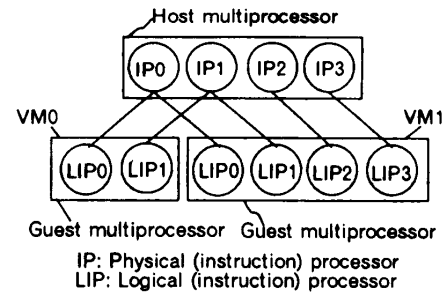 Host multiprocessor
IP0 IP1 IP2 IP3
VM0 VM1
LIP0 LIP1 LIP0 LIP1 LIP2 LIP3
Guest multiprocessor Guest multiprocessor
IP: Physical (instruction) processor
LIP: Logical (instruction) processor